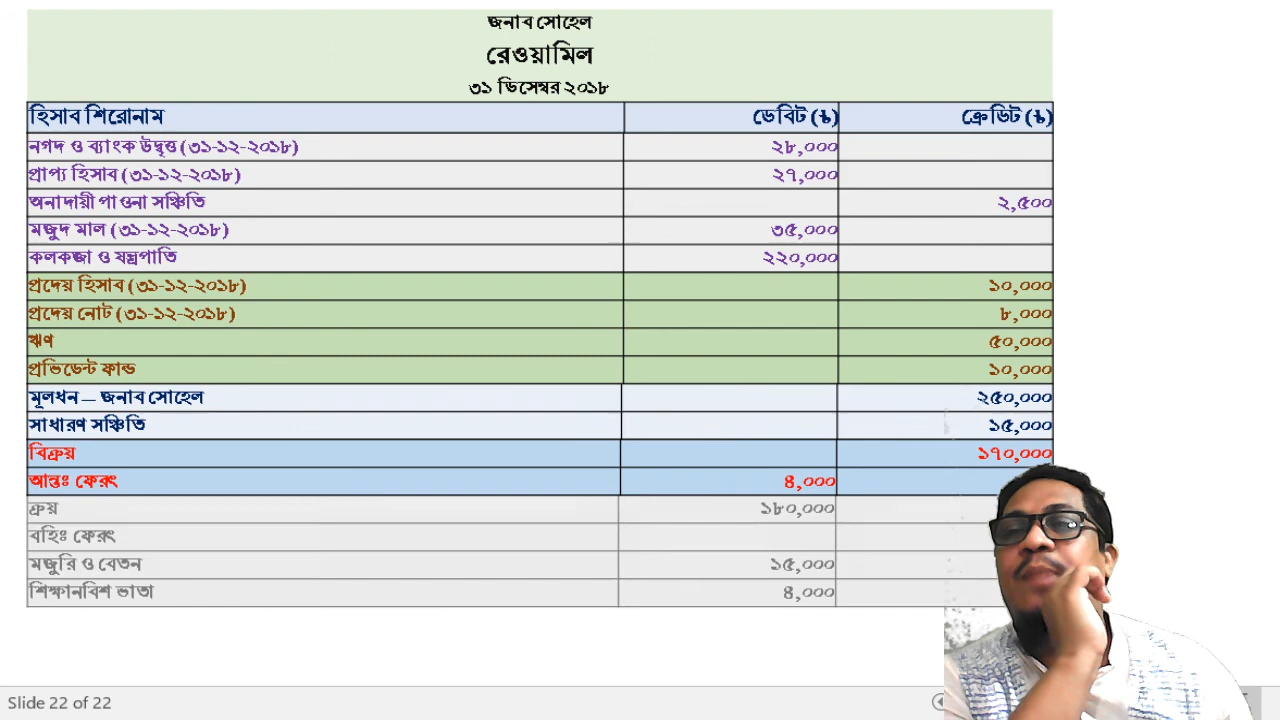 জনাব সোহেল
রেওয়ামিল
৩১ ডিসেম্বর ২০১৮
হিসাব শিরোনাম ডেবিট (৳) ক্রেডিট (৳)
নগদ ও ব্যাংক উদ্বৃত্ত (৩১-১২-২০১৮) ২৮,০০০
প্রাপ্য হিসাব (৩১-১২-২০১৮) ২৭,০০০
অনাদায়ী পাওনা সঞ্চিতি ২,৫০০
মজুদ মাল (৩১-১২-২০১৮) ৩৫,০০০
কলকব্জা ও যন্ত্রপাতি ২২০,০০০
প্রদেয় হিসাব (৩১-১২-২০১৮) ১০,০০০
প্রদেয় নোট (৩১-১২-২০১৮) ৮,০০০
ঋণ ৫০,০০০
প্রভিডেন্ট ফান্ড ১০,০০০
মূলধন – জনাব সোহেল ২৫০,০০০
সাধারণ সঞ্চিতি ১৫,০০০
বিক্রয় ১৭০,০০০
আন্তঃ ফেরৎ ৪,০০০
ক্রয় ১৮০,০০০
বহিঃ ফেরৎ
মজুরি ও বেতন ১৫,০০০
শিক্ষানবিশ ভাতা ৪,০০০
Slide 22 of 22